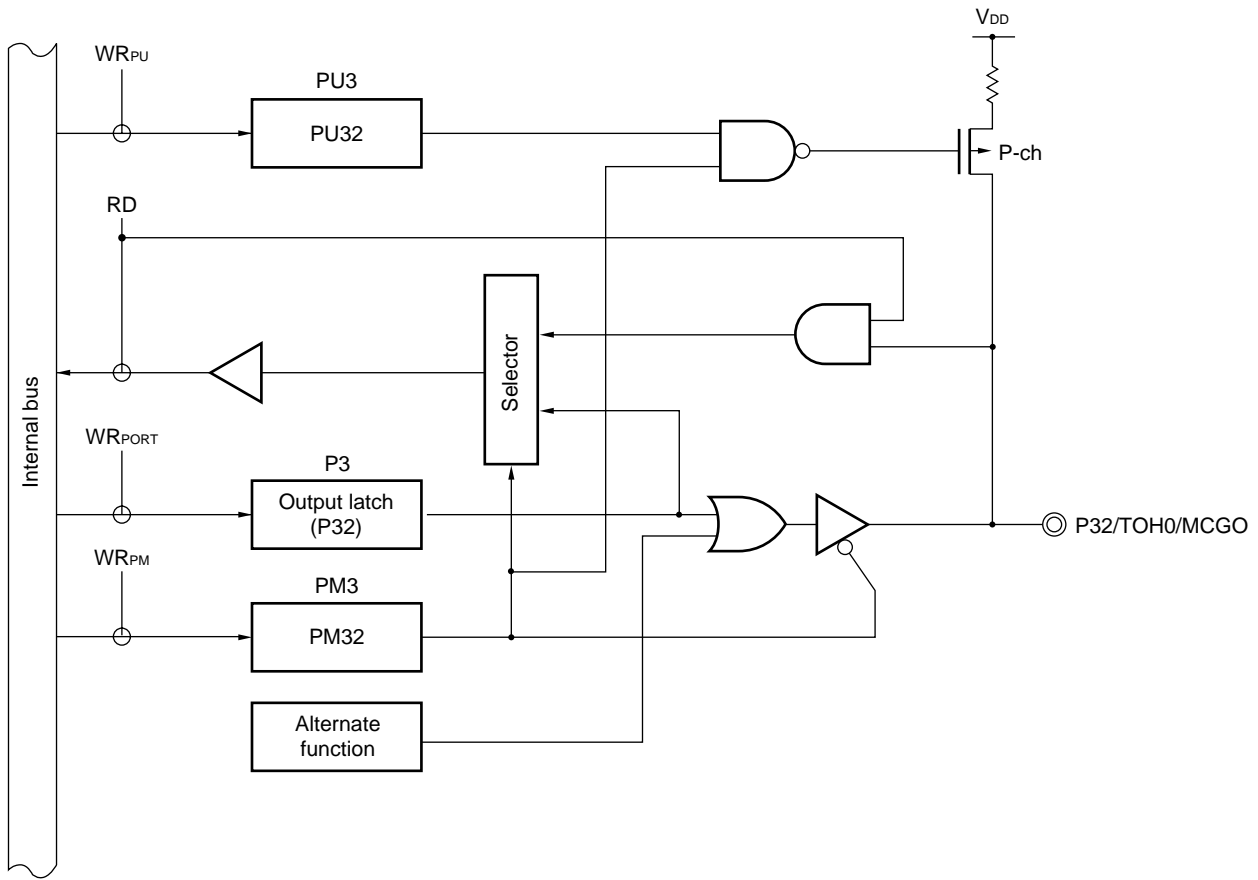 VDD
WRPU
PU3
PU32
P-ch
RD
Selector
Internal bus
WRPORT
P3
Output latch
(P32)
P32/TOH0/MCGO
WRPM
PM3
PM32
Alternate
function